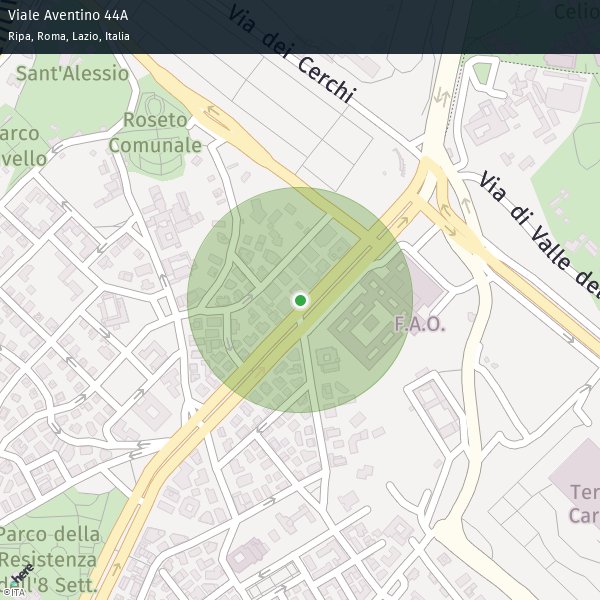 Viale Aventino 44A
Ripa, Roma, Lazio, Italia
Celio
Via dei Cerchi
Sant'Alessio
Roseto
Comunale
arco
vello
Via di Valle del
F.A.O.
Ter
Car
Parco della
Resistenza
dell'8 Sett.
here
©ITA